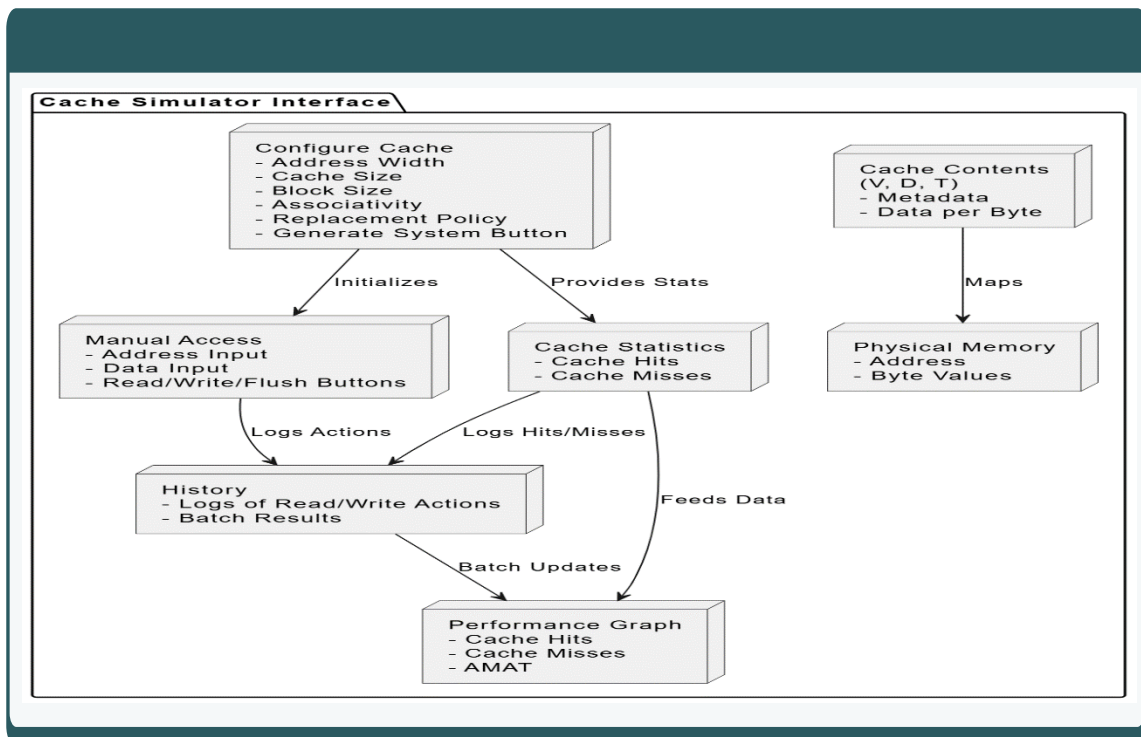 Cache Simulator Interface
Configure Cache
- Address Width
- Cache Size
- Block Size
- Associativity
- Replacement Policy
- Generate System Button
Cache Contents
(V, D, T)
- Metadata
- Data per Byte
Initializes
Provides Stats
Maps
Manual Access
- Address Input
- Data Input
- Read/Write/Flush Buttons
Cache Statistics
- Cache Hits
- Cache Misses
Physical Memory
- Address
- Byte Values
Logs Actions
Logs Hits/Misses
History
- Logs of Read/Write Actions
- Batch Results
Feeds Data
Batch Updates
Performance Graph
- Cache Hits
- Cache Misses
- AMAT